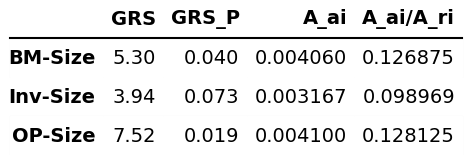 GRS GRS_P A_ai A_ai/A_ri
BM-Size 5.30 0.040 0.004060 0.126875
Inv-Size 3.94 0.073 0.003167 0.098969
OP-Size 7.52 0.019 0.004100 0.128125